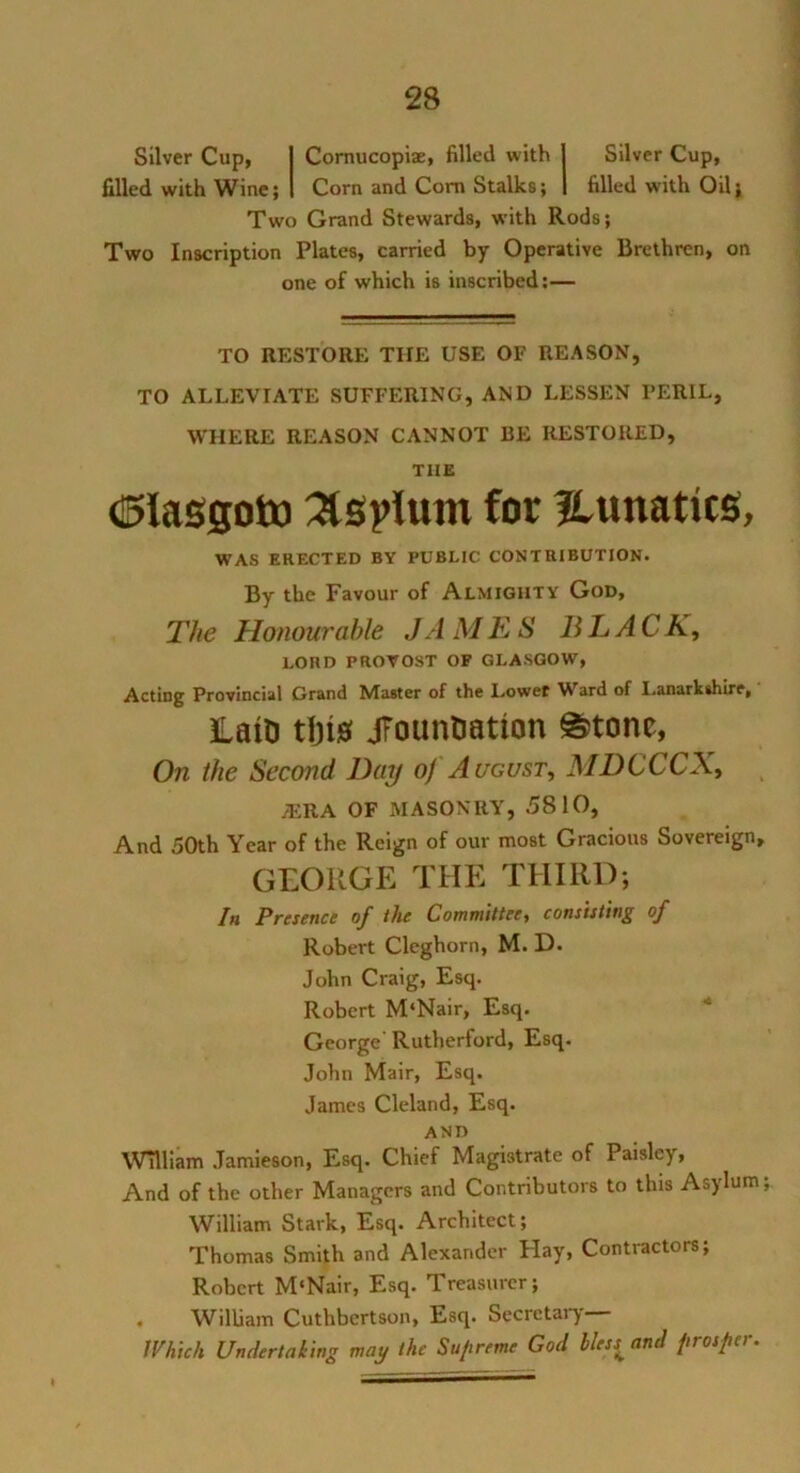 28
Silver Cup, | Cornucopiæ, filled with | Silver Cup,
filled with Wine; | Corn and Corn Stalks; | filled with Oil;
Two Grand Stewards, with Rods;
Two Inscription Plates, carried by Operative Brethren, on
one of which is inscribed:—
TO RESTORE THE USE OF REASON,
TO ALLEVIATE SUFFERING, AND LESSEN PERIL,
WHERE REASON CANNOT BE RESTORED,
THE
Glasgow Asylum for Lunatics,
WAS ERECTED BY PUBLIC CONTRIBUTION.
By the Favour of ALMIGHTY GOD,
The Honourable JAMES BLACK,
LORD PROVOST OF GLASGOW,
Acting Provincial Grand Master of the Lower Ward of Lanarkshire,
Laid this Foundation Stone,
On the Second Day of AUGUST, MDCCCX,
ÆRA OF MASONRY, 5810,
And 50th Year of the Reign of our most Gracious Sovereign,
GEORGE THE THIRD;
In Presence of the Committee, consisting of
Robert Cleghorn, M. D.
John Craig, Esq.
Robert M‘Nair, Esq.
George Rutherford, Esq.
John Mair, Esq.
James Cleland, Esq.
AND
William Jamieson, Esq. Chief Magistrate of Paisley,
And of the other Managers and Contributors to this Asylum;
William Stark, Esq. Architect;
Thomas Smith and Alexander Hay, Contractors;
Robert M‘Nair, Esq. Treasurer;
William Cuthbertson, Esq. Secretary—
Which Undertaking may the Supreme God bless and prosper.